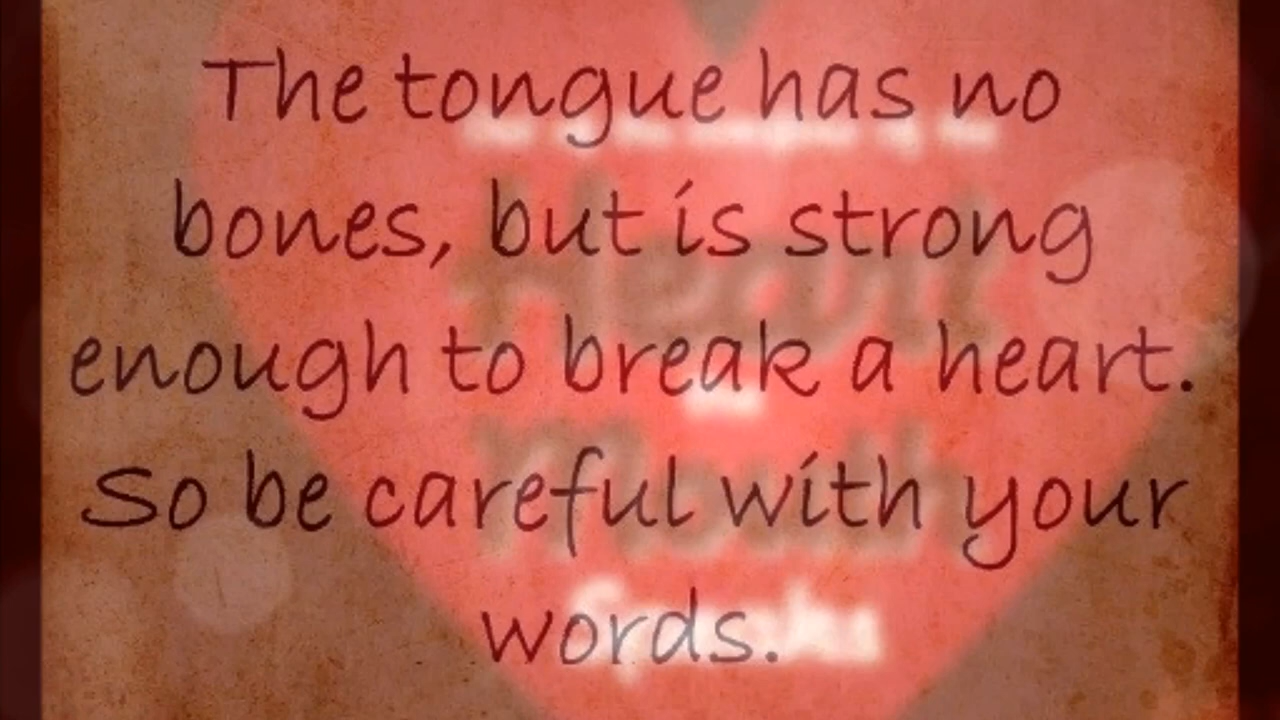 The tongue has no
bones, but is strong
enough to break a heart.
So be careful with your
words.